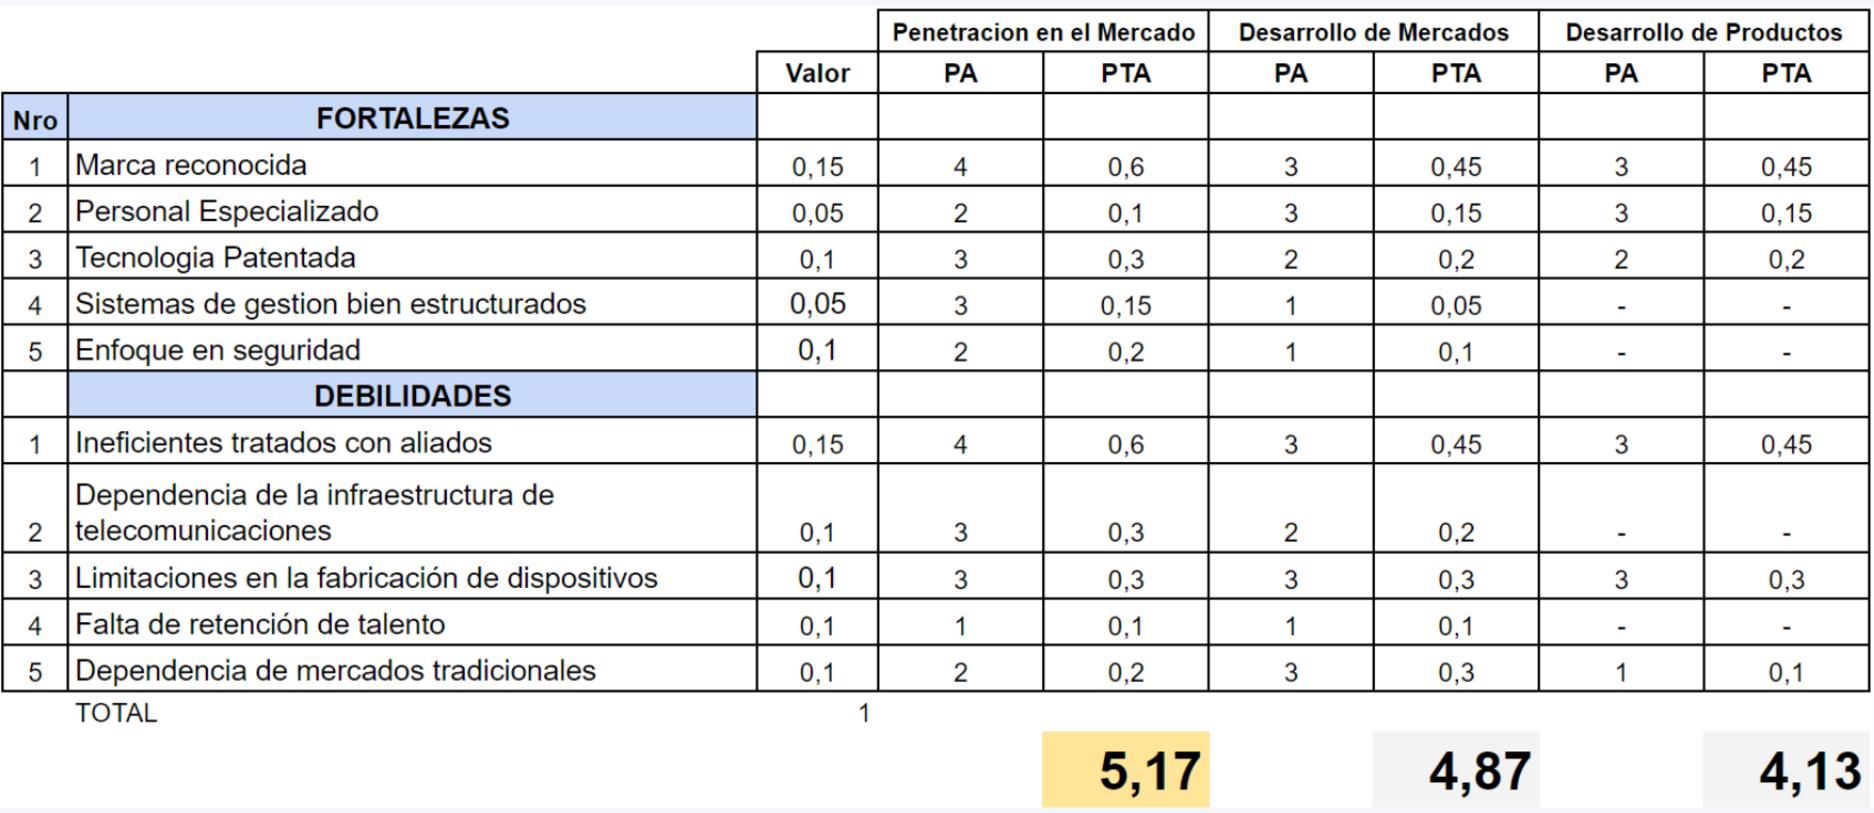 Penetracion en el Mercado Desarrollo de Mercados Desarrollo de Productos
Valor PA PTA PA PTA PA PTA
Nro FORTALEZAS
1 Marca reconocida 0,15 4 0,6 3 0,45 3 0,45
2 Personal Especializado 0,05 2 0,1 3 0,15 3 0,15
3 Tecnologia Patentada 0,1 3 0,3 2 0,2 2 0,2
4 Sistemas de gestion bien estructurados 0,05 3 0,15 1 0,05 - -
5 Enfoque en seguridad 0,1 2 0,2 1 0,1 - -
DEBILIDADES
1 Ineficientes tratados con aliados 0,15 4 0,6 3 0,45 3 0,45
Dependencia de la infraestructura de
2 telecomunicaciones 0,1 3 0,3 2 0,2 - -
3 Limitaciones en la fabricación de dispositivos 0,1 3 0,3 3 0,3 3 0,3
4 Falta de retención de talento 0,1 1 0,1 1 0,1 - -
5 Dependencia de mercados tradicionales 0,1 2 0,2 3 0,3 1 0,1
TOTAL 1
5,17 4,87 4,13